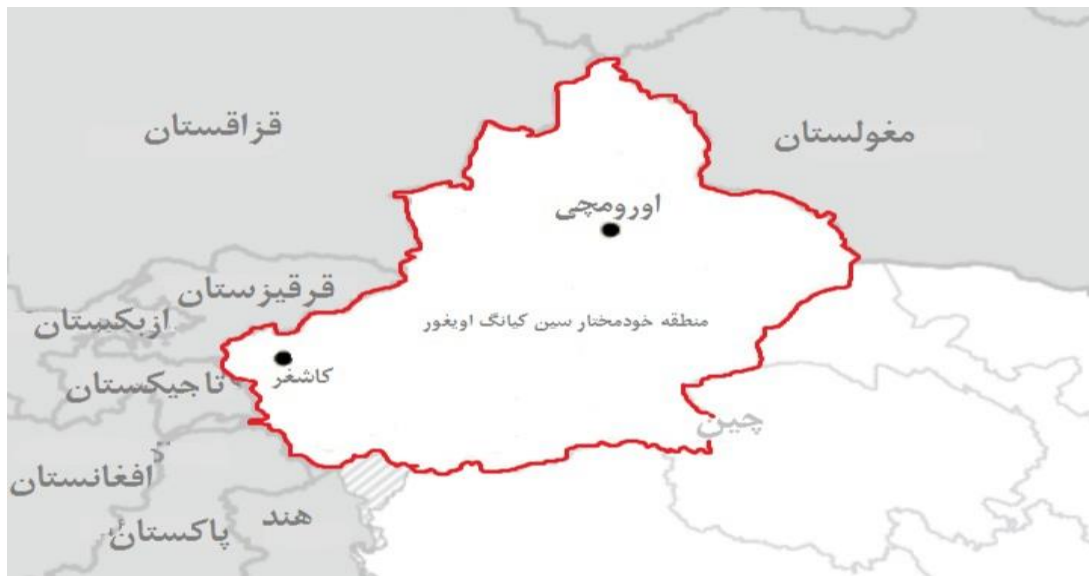 قزاقستان
مغولستان
اورومچی
قرقیزستان
ازبکستان
منطقه خودمختار سین کیانگ اویغور
کاشغر
تاجیکستان
چین
افغانستان
هند
پاکستان